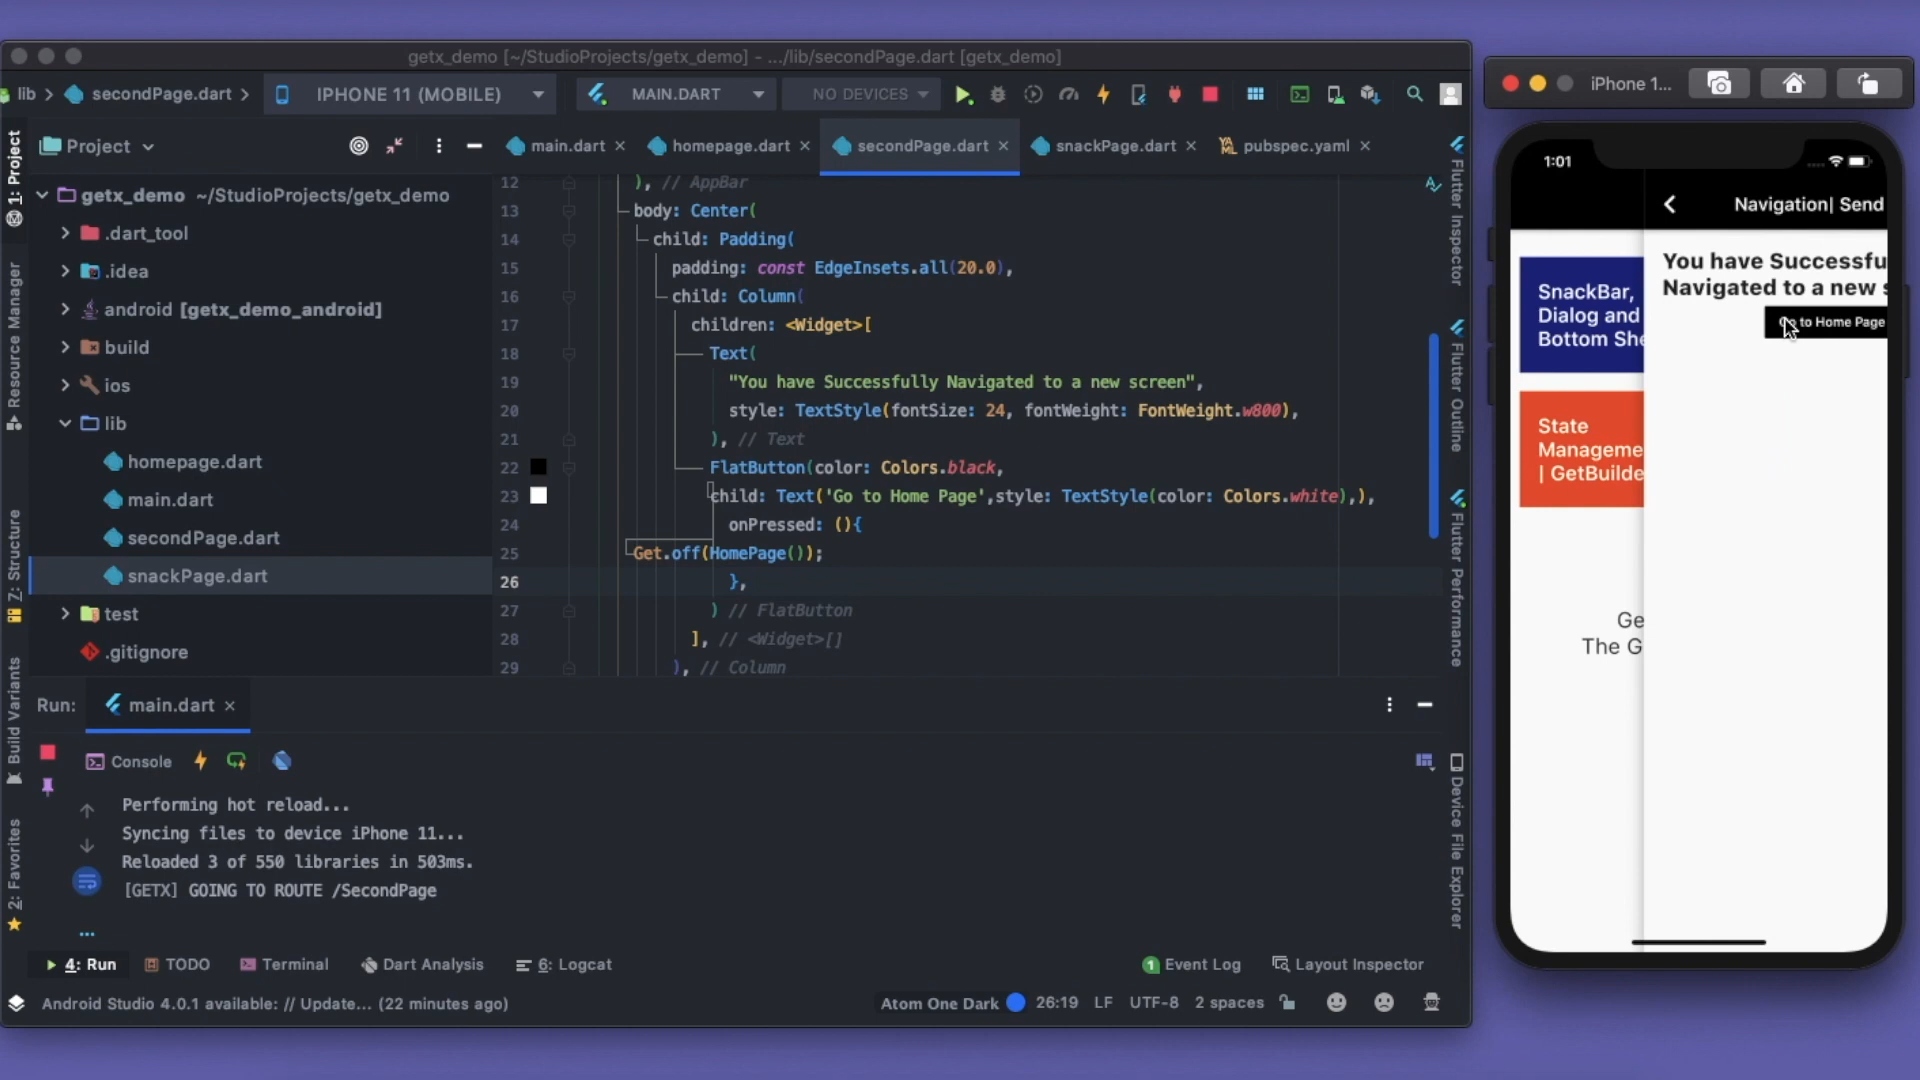 getx_demo [~/StudioProjects/getx_demo] - .../lib/secondPage.dart [getx_demo]
lib
secondPage.dart
IPHONE 11 (MOBILE)
MAIN.DART
NO DEVICES
Project
main.dart
homepage.dart
secondPage.dart
snackPage.dart
pubspec.yaml
1: Project
Resource Manager
Z: Structure
Build Variants
2: Favorites
getx_demo ~/StudioProjects/getx_demo
.dart_tool
.idea
android [getx_demo_android]
build
ios
lib
homepage.dart
main.dart
secondPage.dart
snackPage.dart
test
.gitignore
12 ), // AppBar
13 body: Center(
14 child: Padding(
15 padding: const EdgeInsets.all(20.0),
16 child: Column(
17 children: <Widget>[
18 Text(
19 "You have Successfully Navigated to a new screen",
20 style: TextStyle(fontSize: 24, fontWeight: FontWeight.w800),
21 ), // Text
22 FlatButton(color: Colors.black,
23 child: Text('Go to Home Page',style: TextStyle(color: Colors.white),),
24 onPressed: (){
25 Get.off(HomePage());
26 },
27 ) // FlatButton
28 ], // <Widget>[]
29 ), // Column
Flutter Inspector
Flutter Outline
Flutter Performance
Device File Explorer
Run:
main.dart
Console
Performing hot reload...
Syncing files to device iPhone 11...
Reloaded 3 of 550 libraries in 503ms.
[GETX] GOING TO ROUTE /SecondPage
4: Run
TODO
Terminal
Dart Analysis
6: Logcat
1 Event Log
Layout Inspector
Android Studio 4.0.1 available: // Update... (22 minutes ago)
Atom One Dark
26:19
LF
UTF-8
2 spaces
iPhone 1...
1:01
Navigation| Send
You have Successfu
Navigated to a new s
to Home Page
SnackBar,
Dialog and
Bottom She
State
Manageme
| GetBuilde
Ge
The G